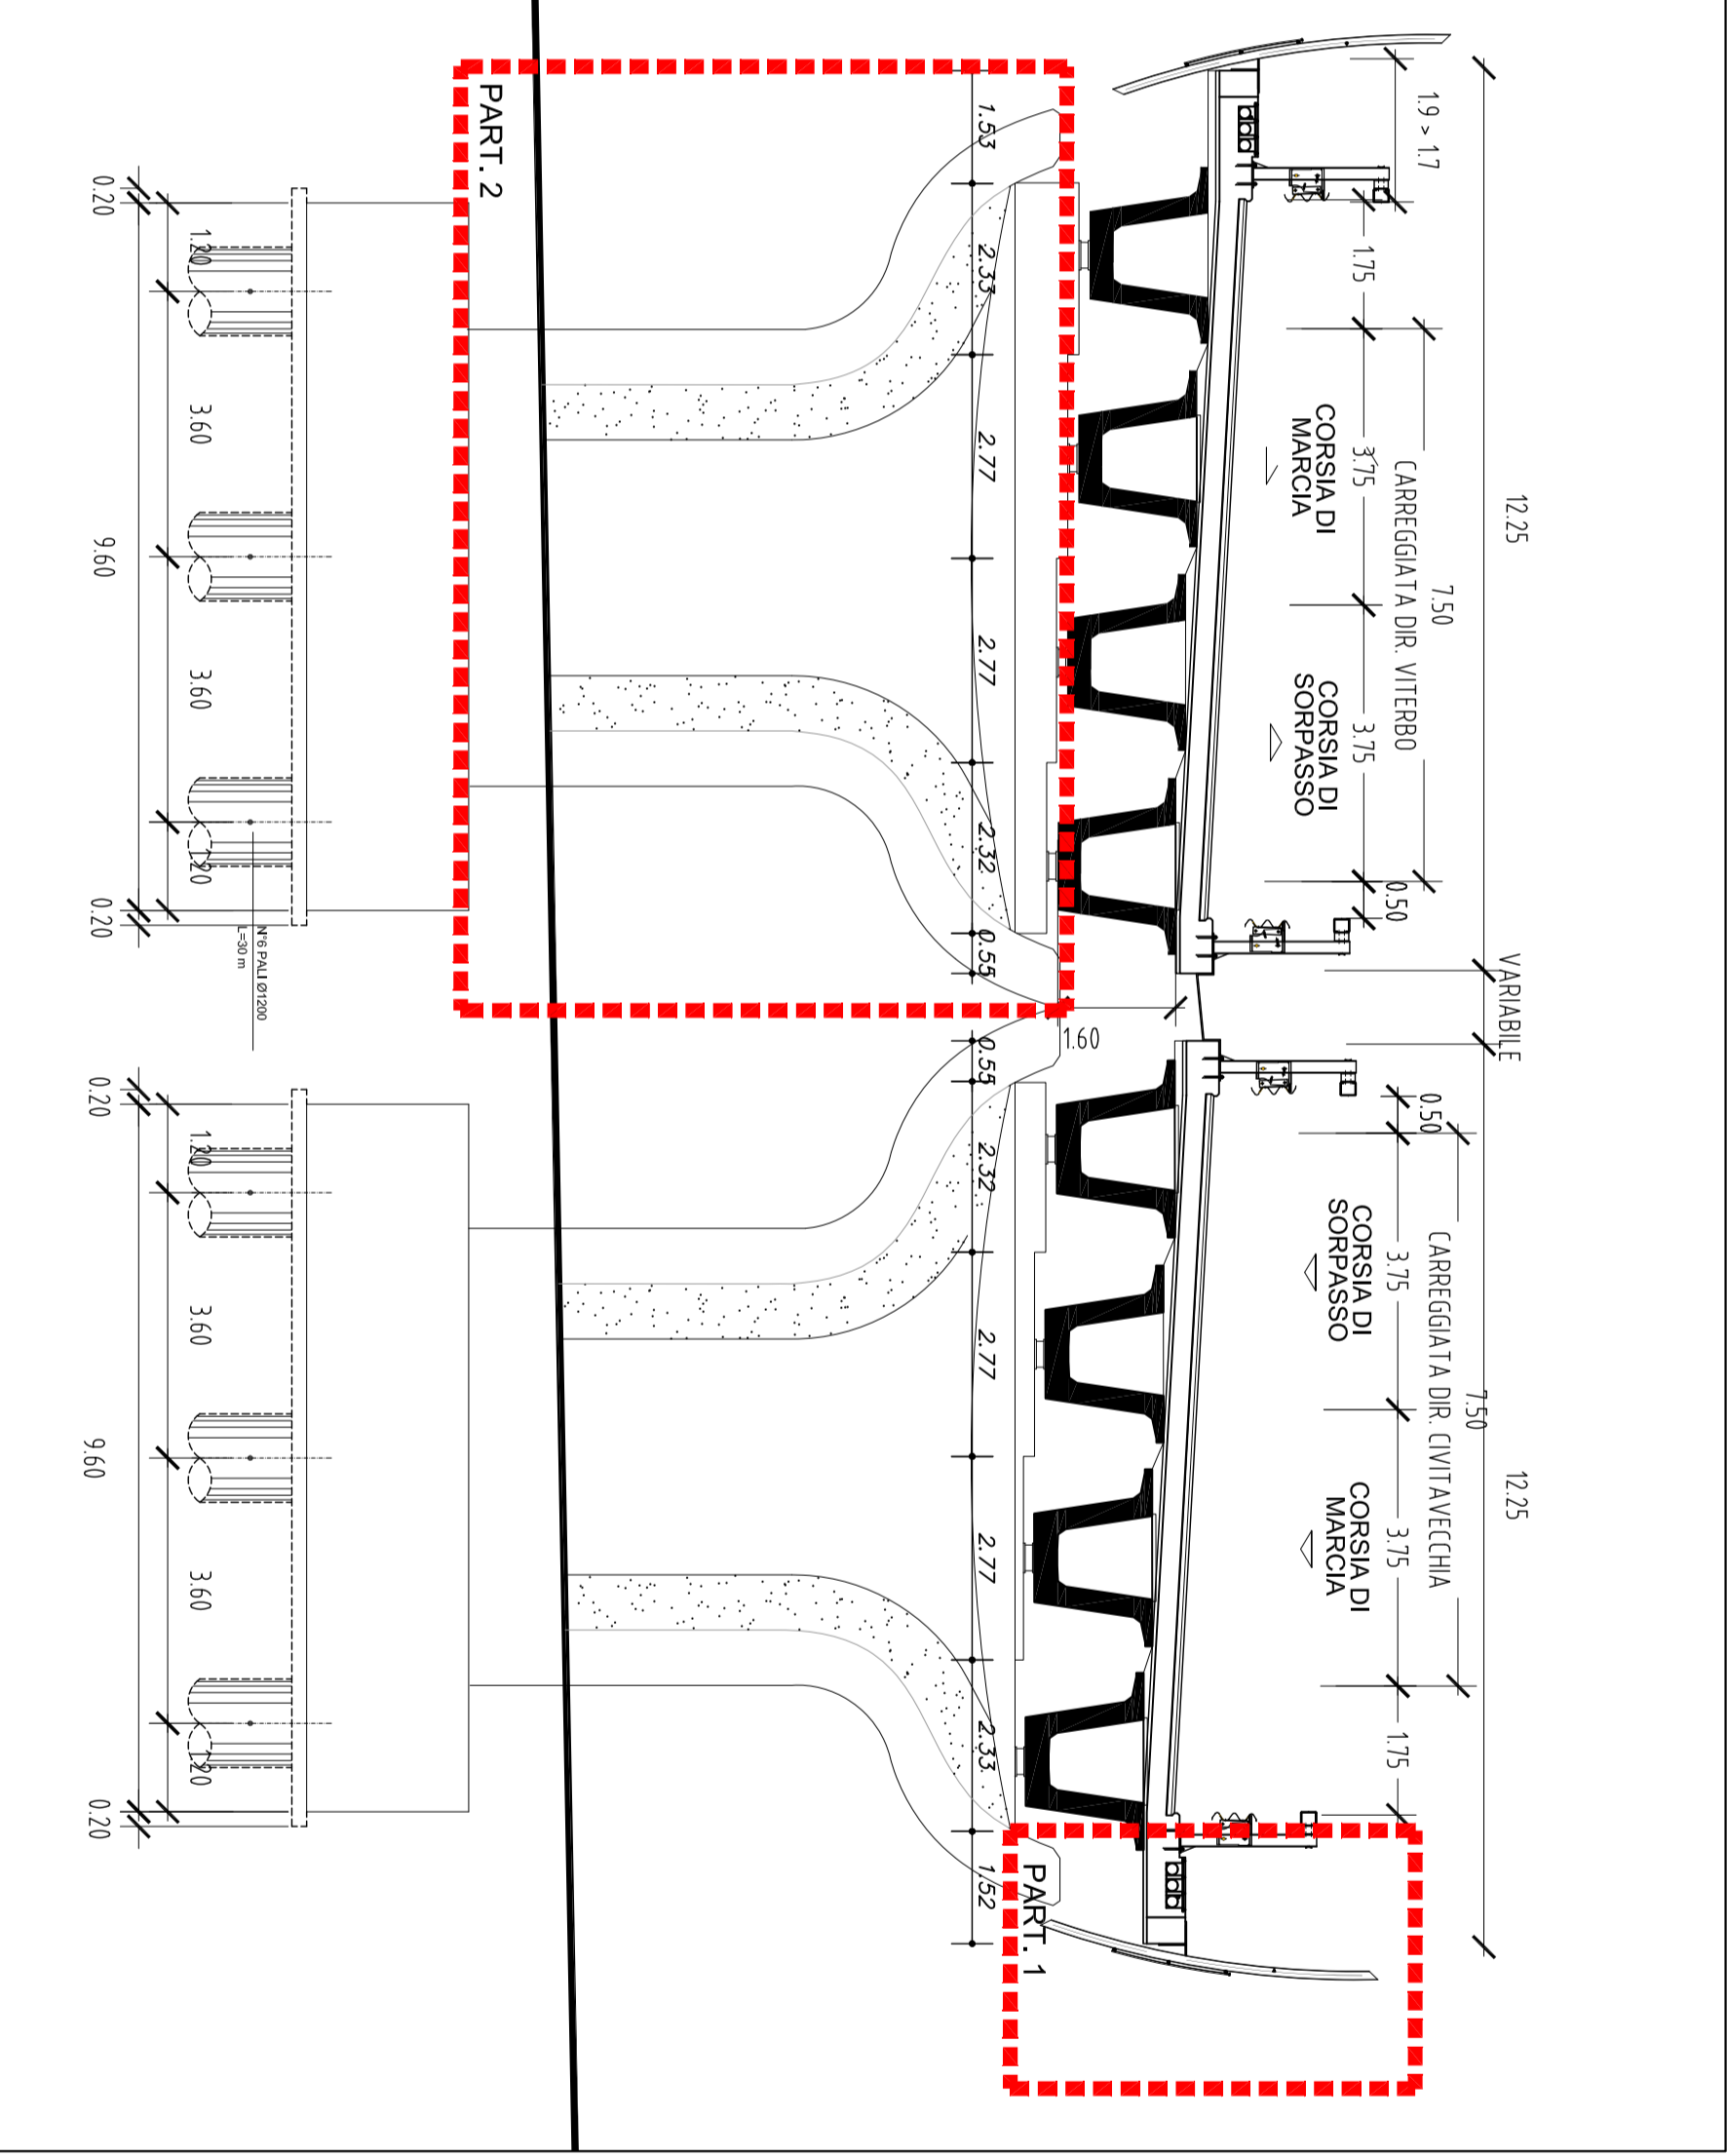 12.25
VARIABILE
12.25
7.50
7.50
1.9 > 1.7
CARREGGIATA DIR. VITERBO
0.50
CARREGGIATA DIR. CIVITAVECCHIA
1.75
3.75
3.75
0.50
3.75
3.75
1.75
CORSIA DI
MARCIA
CORSIA DI
SORPASSO
CORSIA DI
SORPASSO
CORSIA DI
MARCIA
1.60
PART. 1
1.53
2.33
2.77
2.77
2.32
0.55
0.55
2.32
2.77
2.77
2.33
1.52
PART. 2
N°6 PALI Ø1200
L=30 m
1.20
3.60
3.60
1.20
1.20
3.60
3.60
1.20
0.20
9.60
0.20
0.20
9.60
0.20